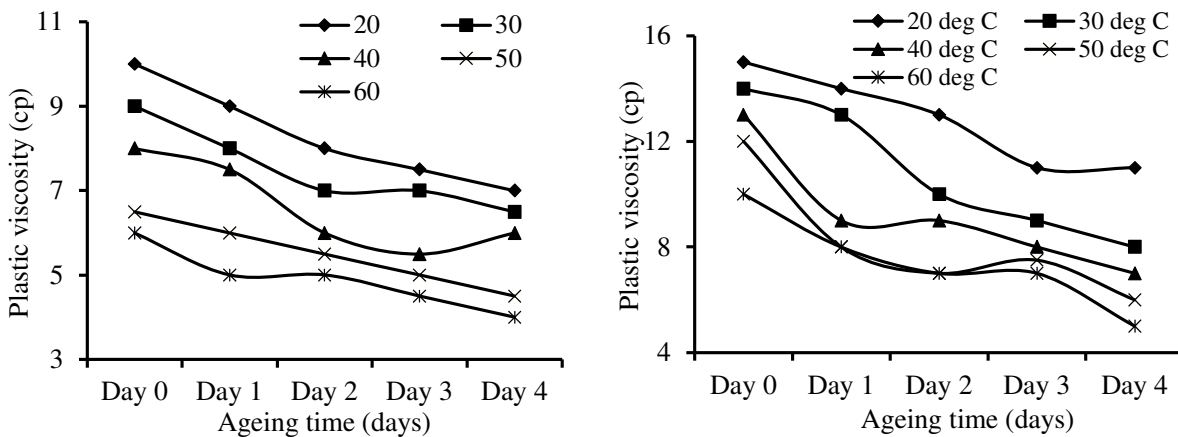 20 30
40 50
60
Plastic viscosity (cp)
11
9
7
5
3
Day 0 Day 1 Day 2 Day 3 Day 4
Ageing time (days)
20 deg C 30 deg C
40 deg C 50 deg C
60 deg C
Plastic viscosity (cp)
16
12
8
4
Day 0 Day 1 Day 2 Day 3 Day 4
Ageing time (days)